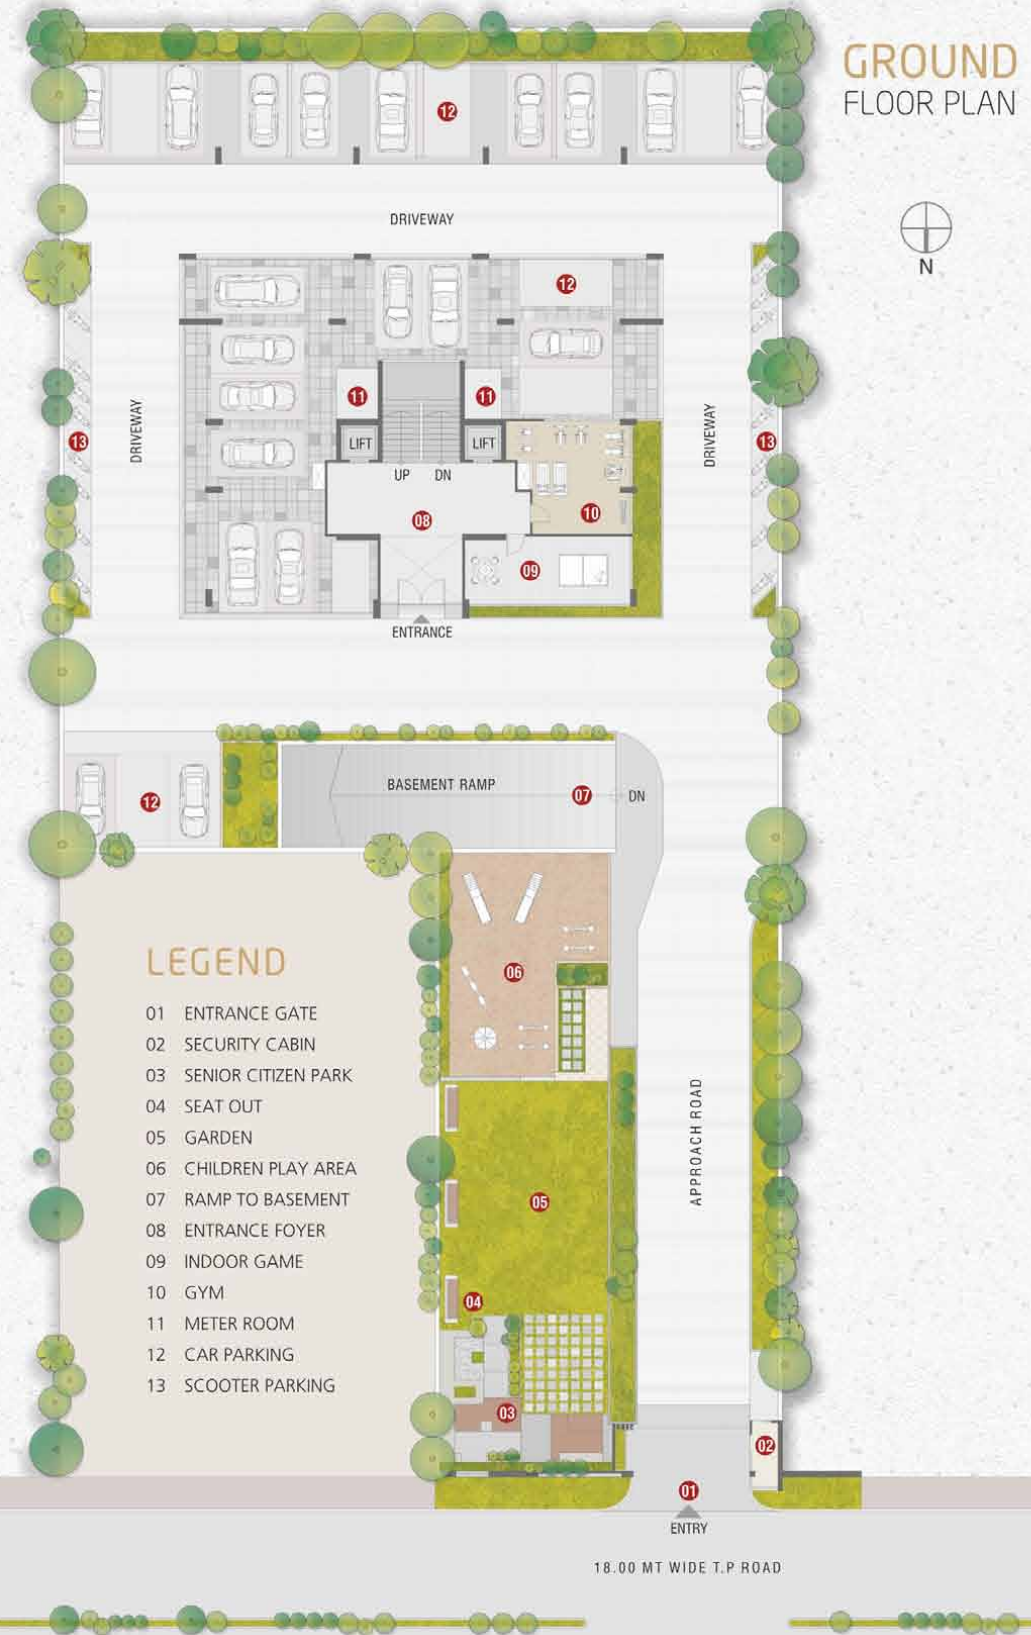 GROUND
FLOOR PLAN
N
12
DRIVEWAY
12
11
11
DRIVEWAY
13
LIFT
LIFT
DRIVEWAY
13
UP
DN
08
10
09
ENTRANCE
BASEMENT RAMP
07
DN
12
06
LEGEND
01 ENTRANCE GATE
02 SECURITY CABIN
03 SENIOR CITIZEN PARK
04 SEAT OUT
05 GARDEN
06 CHILDREN PLAY AREA
07 RAMP TO BASEMENT
08 ENTRANCE FOYER
09 INDOOR GAME
10 GYM
11 METER ROOM
12 CAR PARKING
13 SCOOTER PARKING
APPROACH ROAD
05
04
03
02
01
ENTRY
18.00 MT WIDE T.P ROAD